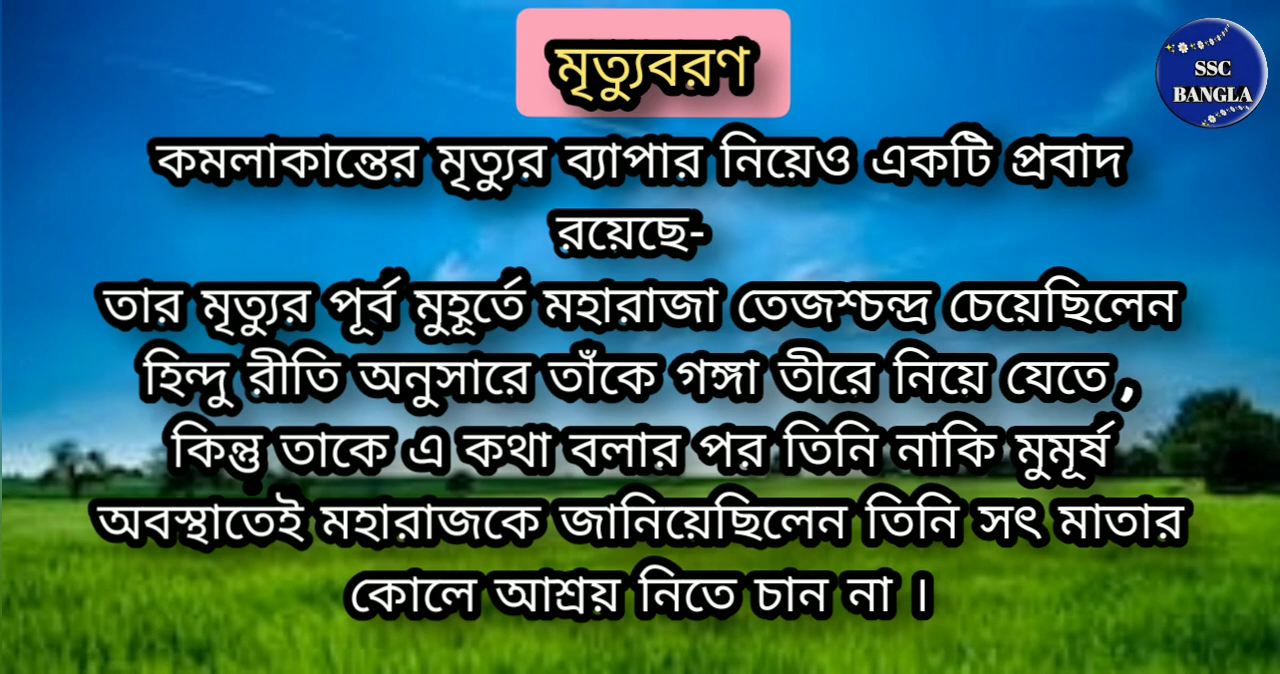 মৃত্যুবরণ
SSC
BANGLA
কমলাকান্তের মৃত্যুর ব্যাপার নিয়েও একটি প্রবাদ
রয়েছে-
তার মৃত্যুর পূর্ব মুহূর্তে মহারাজা তেজশ্চন্দ্র চেয়েছিলেন
হিন্দু রীতি অনুসারে তাঁকে গঙ্গা তীরে নিয়ে যেতে ,
কিন্তু তাকে এ কথা বলার পর তিনি নাকি মুমূর্ষ
অবস্থাতেই মহারাজকে জানিয়েছিলেন তিনি সৎ মাতার
কোলে আশ্রয় নিতে চান না ।